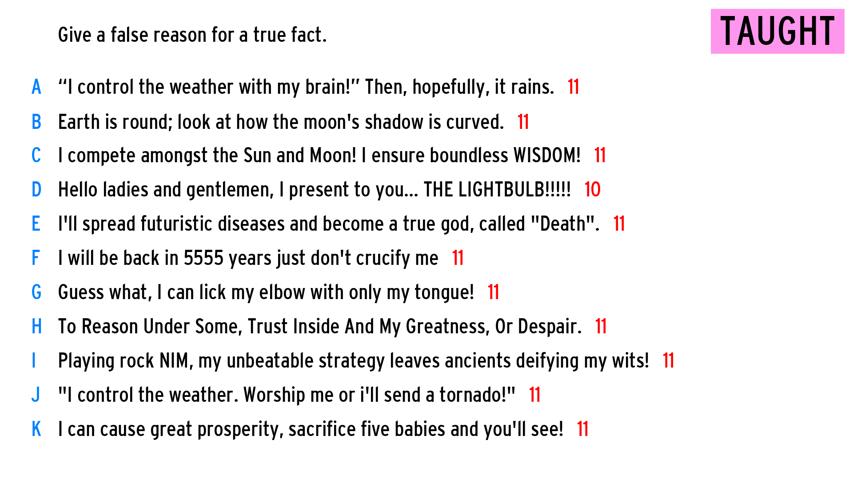 Give a false reason for a true fact.
TAUGHT
A “I control the weather with my brain!” Then, hopefully, it rains. 11
B Earth is round; look at how the moon's shadow is curved. 11
C I compete amongst the Sun and Moon! I ensure boundless WISDOM! 11
D Hello ladies and gentlemen, I present to you... THE LIGHTBULB!!!!! 10
E I'll spread futuristic diseases and become a true god, called "Death". 11
F I will be back in 5555 years just don't crucify me 11
G Guess what, I can lick my elbow with only my tongue! 11
H To Reason Under Some, Trust Inside And My Greatness, Or Despair. 11
I Playing rock NIM, my unbeatable strategy leaves ancients deifying my wits! 11
J "I control the weather. Worship me or i'll send a tornado!" 11
K I can cause great prosperity, sacrifice five babies and you'll see! 11